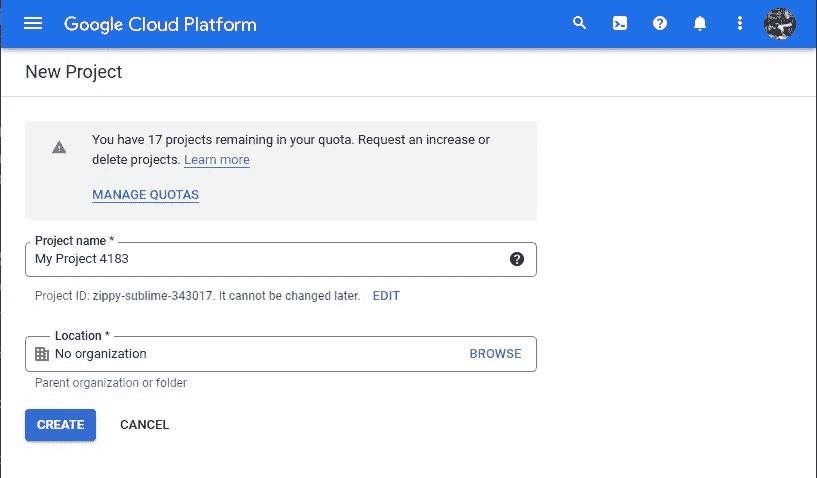 Google Cloud Platform
New Project
You have 17 projects remaining in your quota. Request an increase or
delete projects. Learn more
MANAGE QUOTAS
Project name *
My Project 4183
Project ID: zippy-sublime-343017. It cannot be changed later. EDIT
Location *
No organization BROWSE
Parent organization or folder
CREATE CANCEL